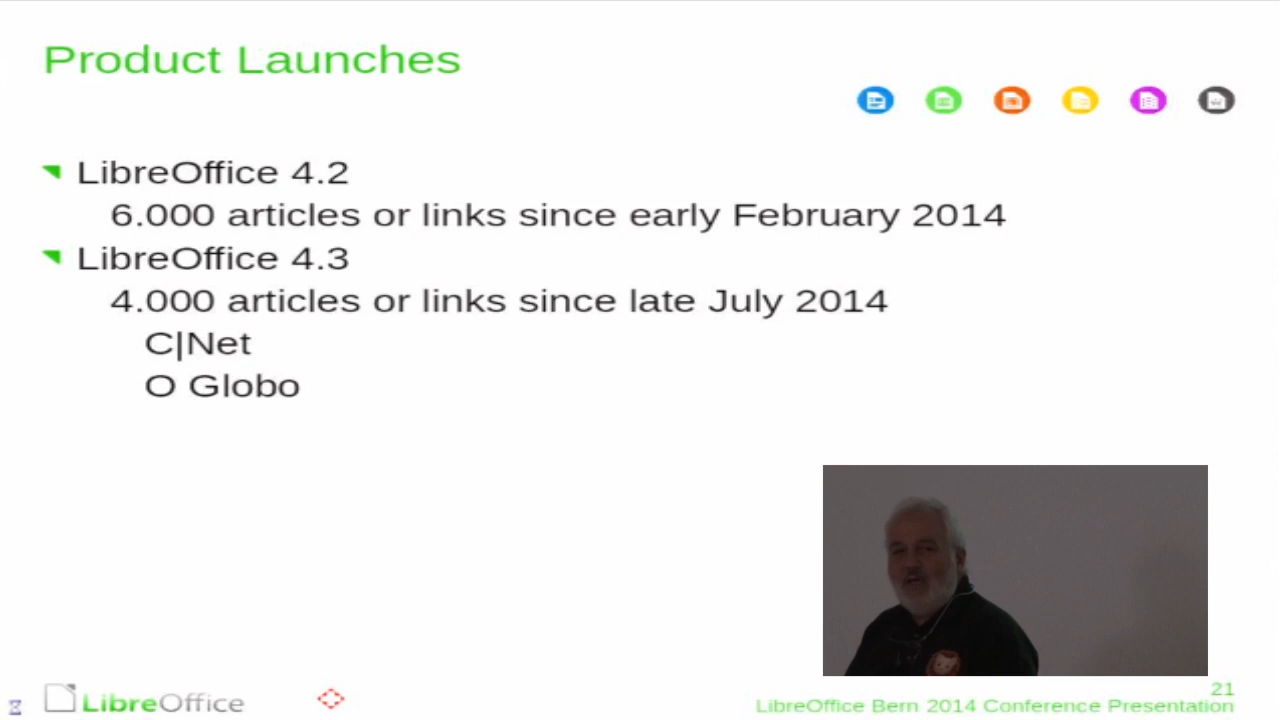 Product Launches
LibreOffice 4.2
6.000 articles or links since early February 2014
LibreOffice 4.3
4.000 articles or links since late July 2014
C|Net
O Globo
21
LibreOffice
LibreOffice Bern 2014 Conference Presentation